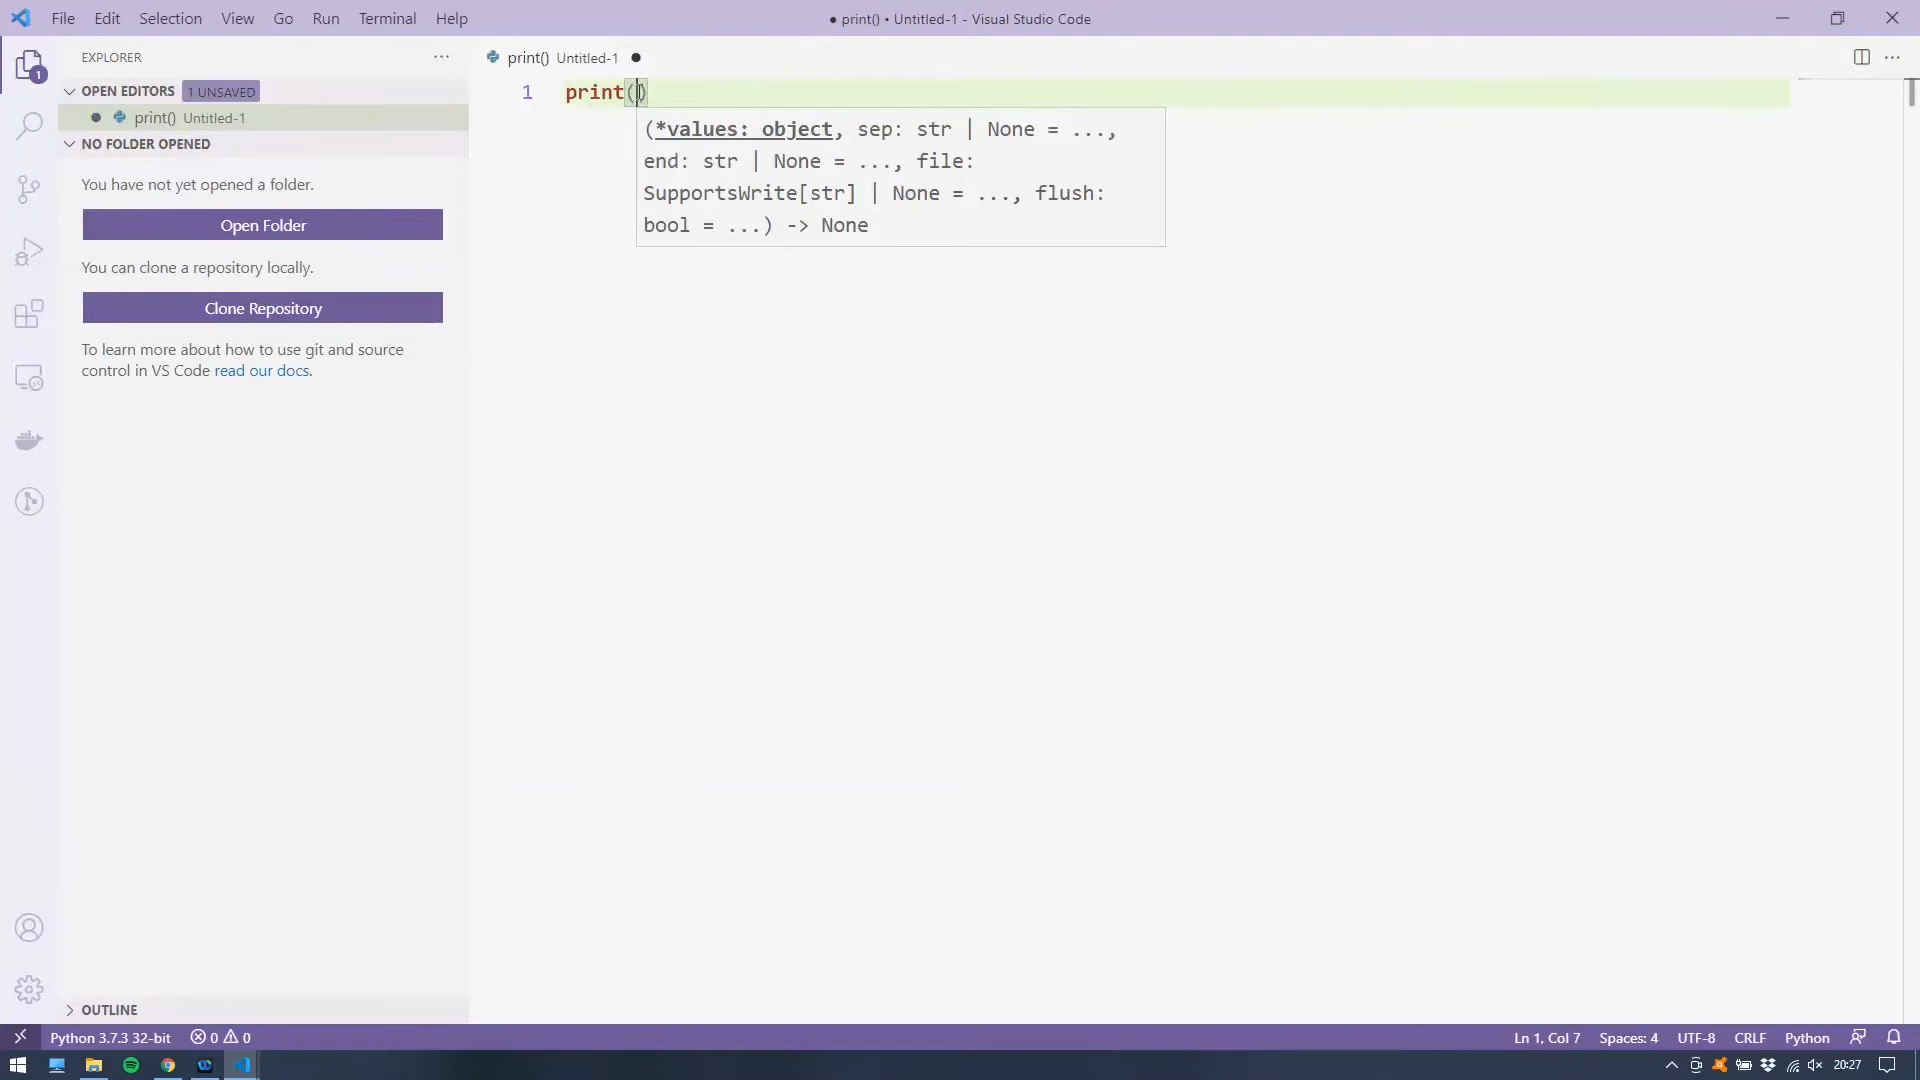 File Edit Selection View Go Run Terminal Help
● print() • Untitled-1 - Visual Studio Code
1
EXPLORER
OPEN EDITORS 1 UNSAVED
print() Untitled-1
NO FOLDER OPENED
You have not yet opened a folder.
Open Folder
You can clone a repository locally.
Clone Repository
To learn more about how to use git and source
control in VS Code read our docs.
OUTLINE
print() Untitled-1
1 print()
(*values: object, sep: str | None = ...,
end: str | None = ..., file:
SupportsWrite[str] | None = ..., flush:
bool = ...) -> None
Python 3.7.3 32-bit 0 0
Ln 1, Col 7 Spaces: 4 UTF-8 CRLF Python
20:27